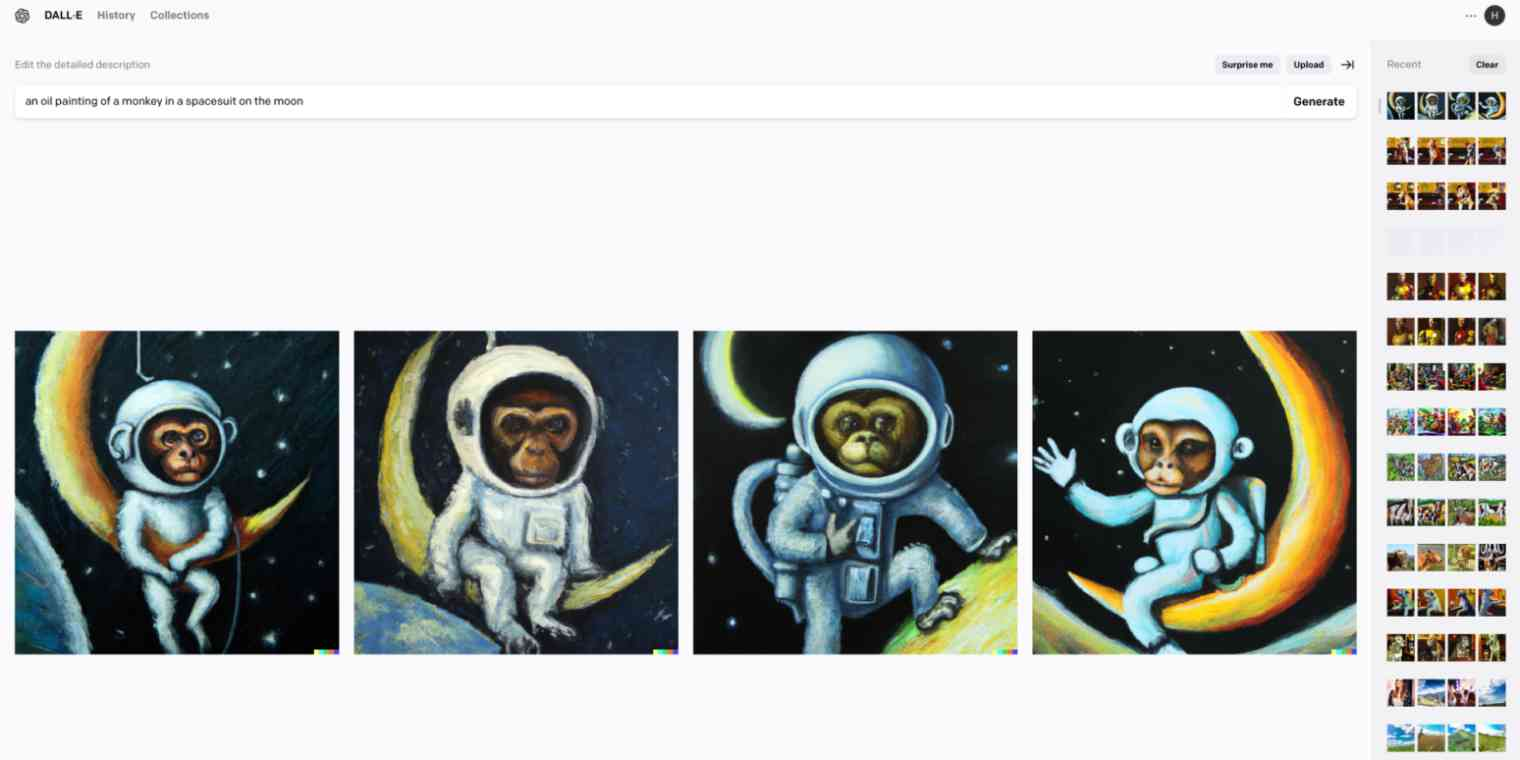 DALL·E History Collections
··· H
Edit the detailed description
Surprise me Upload
Recent Clear
an oil painting of a monkey in a spacesuit on the moon
Generate